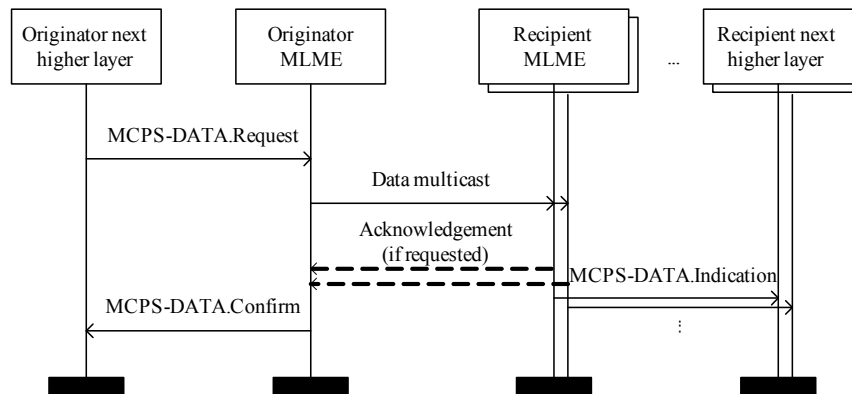 Originator next
higher layer
Originator
MLME
Recipient
MLME
...
Recipient next
higher layer
MCPS-DATA.Request
Data multicast
Acknowledgement
(if requested)
MCPS-DATA.Indication
MCPS-DATA.Confirm
⋮